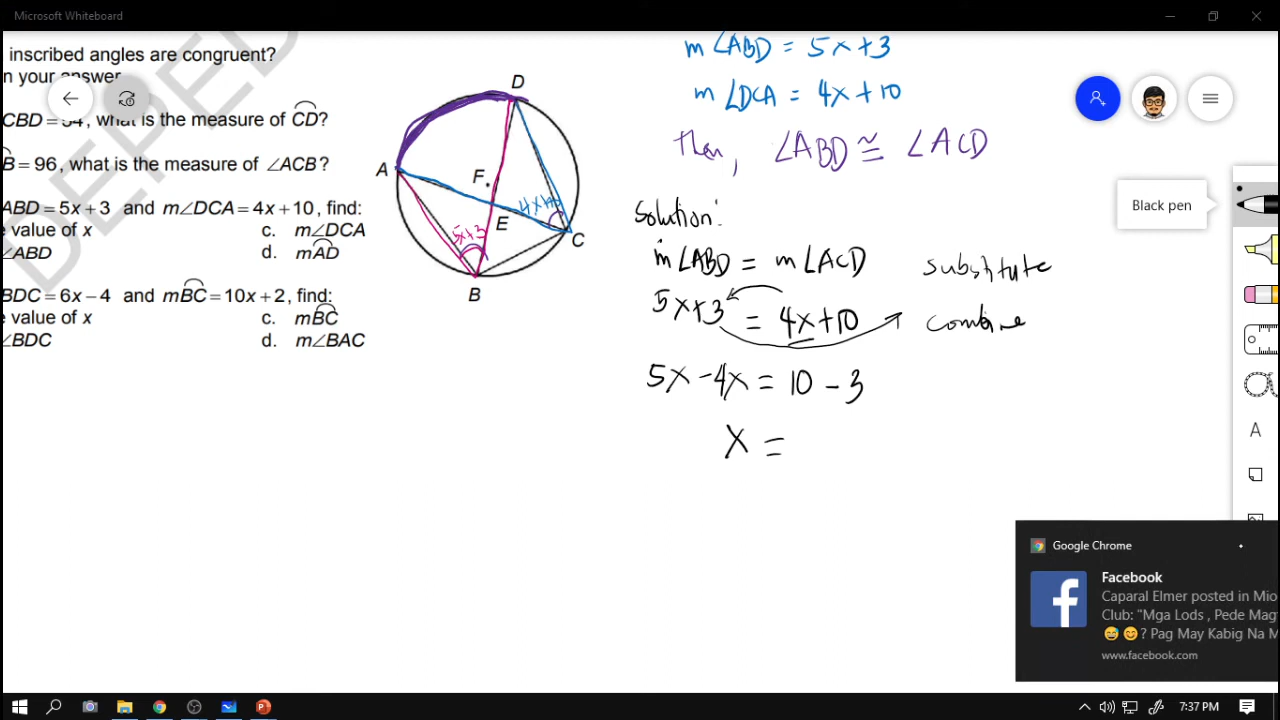 Microsoft Whiteboard
inscribed angles are congruent?
n your answer
CBD = 54, what is the measure of CD?
B = 96, what is the measure of ∠ACB?
ABD = 5x + 3 and m∠DCA = 4x + 10, find:
e value of x c. m∠DCA
∠ABD d. mAD
BDC = 6x – 4 and mBC = 10x + 2, find:
e value of x c. mBC
∠BDC d. m∠BAC
DEPED
D
A
F
4x+10
E
5x+3
C
B
m∠ABD = 5x+3
m∠DCA = 4x+10
then, ∠ABD ≅ ∠ACD
Solution:
m∠ABD = m∠ACD substitute
5x+3 = 4x+10 combine
5x -4x = 10 - 3
x =
Black pen
A
Google Chrome
Facebook
Caparal Elmer posted in Mio
Club: "Mga Lods , Pede Mag
😅😊? Pag May Kabig Na M
www.facebook.com
7:37 PM